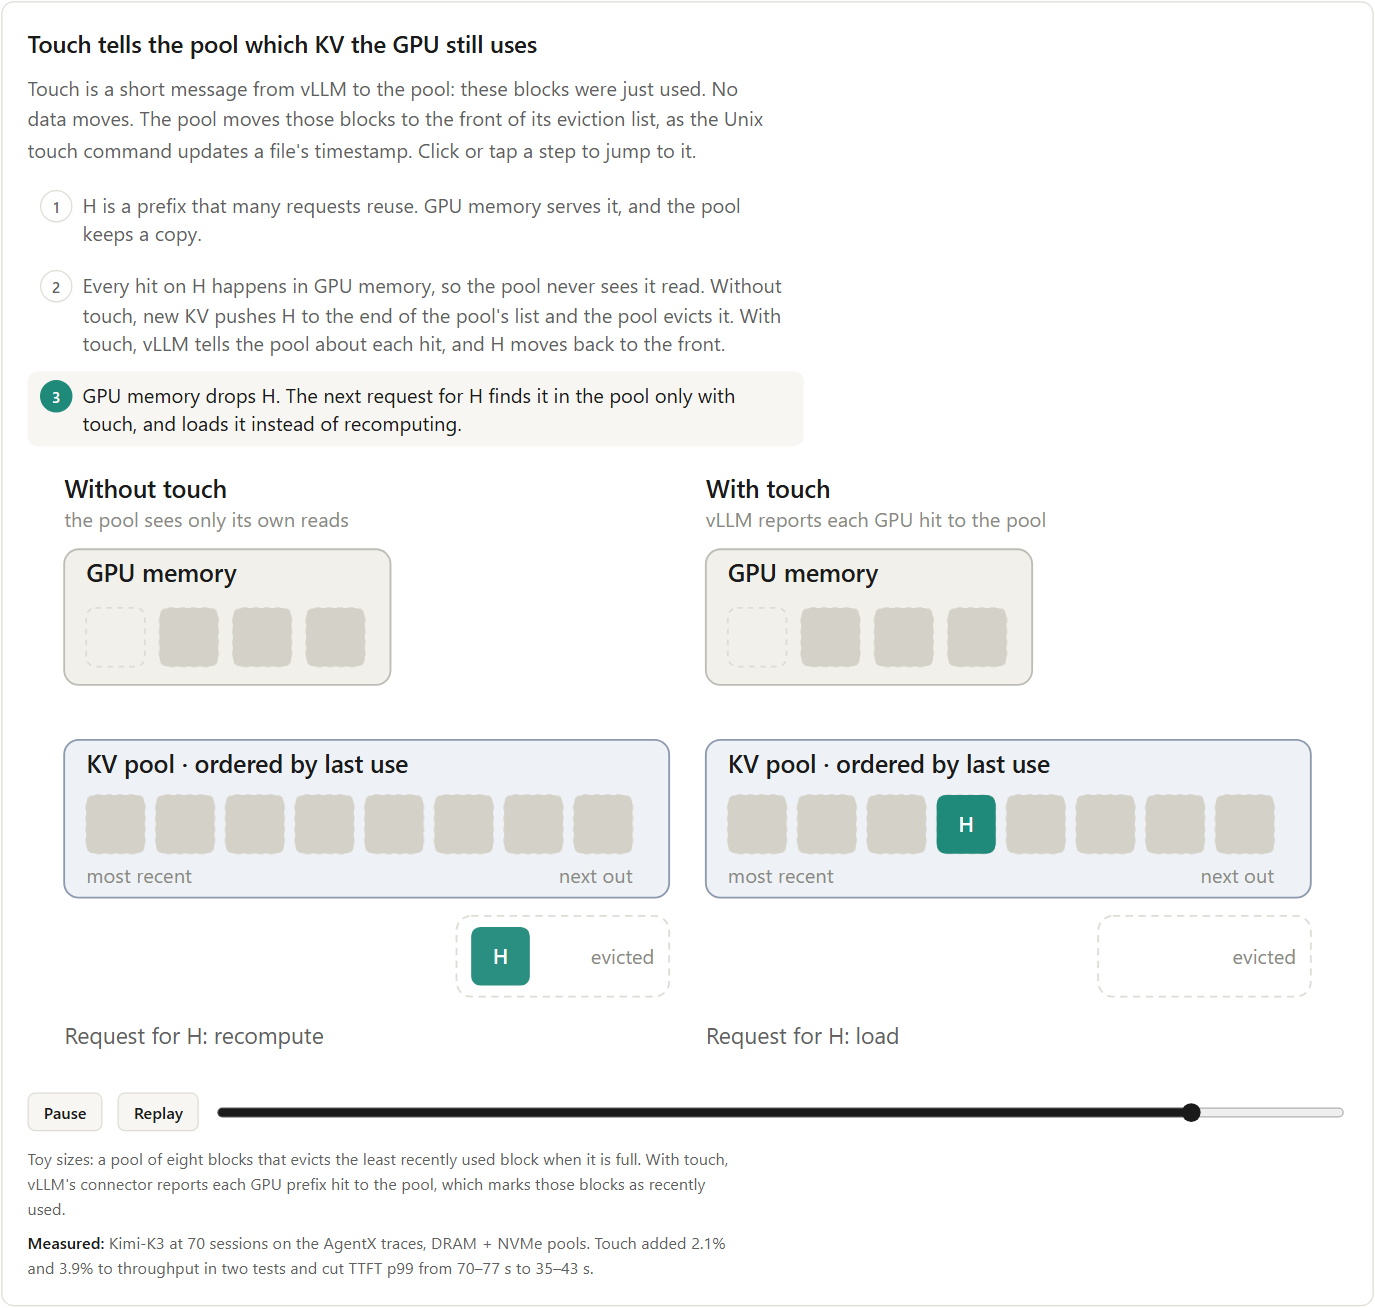 Touch tells the pool which KV the GPU still uses
Touch is a short message from vLLM to the pool: these blocks were just used. No
data moves. The pool moves those blocks to the front of its eviction list, as the Unix
touch command updates a file's timestamp. Click or tap a step to jump to it.
1 H is a prefix that many requests reuse. GPU memory serves it, and the pool
keeps a copy.
2 Every hit on H happens in GPU memory, so the pool never sees it read. Without
touch, new KV pushes H to the end of the pool's list and the pool evicts it. With
touch, vLLM tells the pool about each hit, and H moves back to the front.
3 GPU memory drops H. The next request for H finds it in the pool only with
touch, and loads it instead of recomputing.
Without touch
the pool sees only its own reads
GPU memory
KV pool · ordered by last use
most recent next out
H evicted
Request for H: recompute
With touch
vLLM reports each GPU hit to the pool
GPU memory
KV pool · ordered by last use
H
most recent next out
evicted
Request for H: load
Pause Replay
Toy sizes: a pool of eight blocks that evicts the least recently used block when it is full. With touch,
vLLM's connector reports each GPU prefix hit to the pool, which marks those blocks as recently
used.
Measured: Kimi-K3 at 70 sessions on the AgentX traces, DRAM + NVMe pools. Touch added 2.1%
and 3.9% to throughput in two tests and cut TTFT p99 from 70–77 s to 35–43 s.